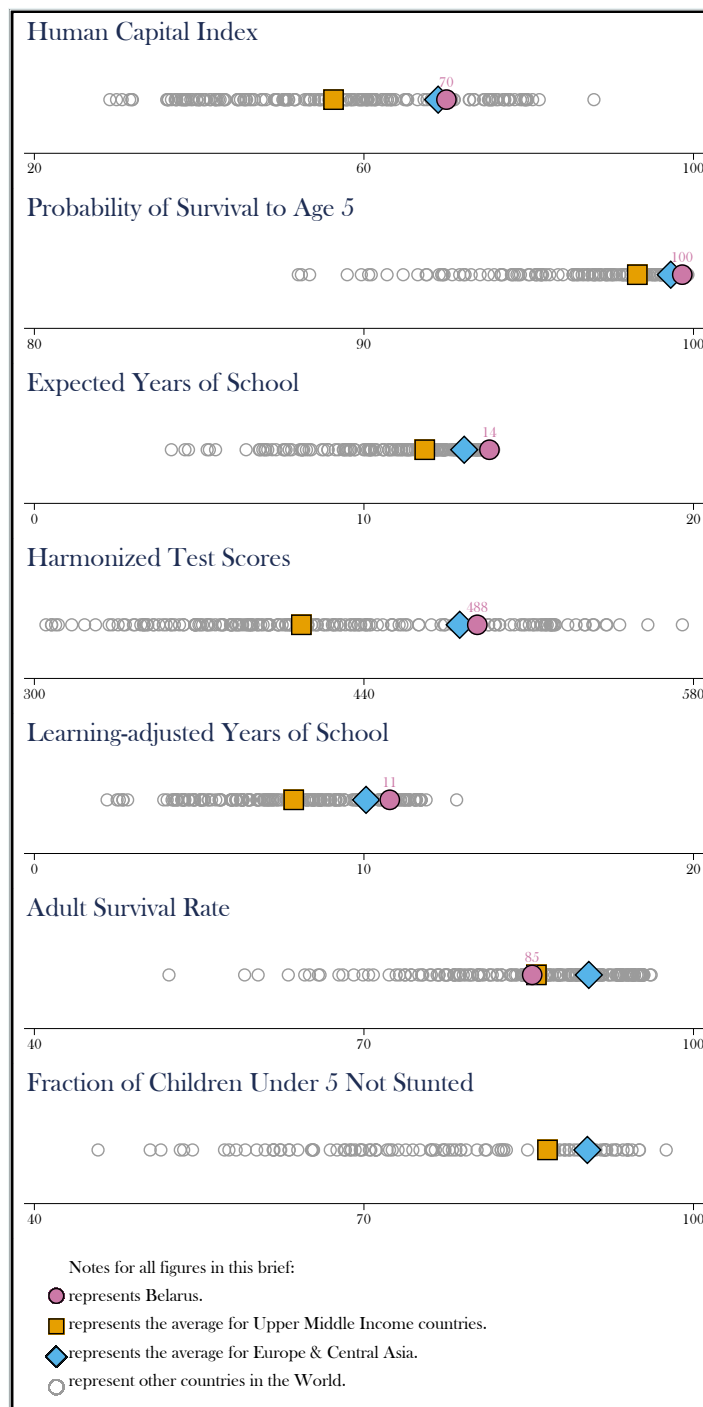 Human Capital Index
70
20 60 100
Probability of Survival to Age 5
100
80 90 100
Expected Years of School
14
0 10 20
Harmonized Test Scores
488
300 440 580
Learning-adjusted Years of School
11
0 10 20
Adult Survival Rate
85
40 70 100
Fraction of Children Under 5 Not Stunted
40 70 100
Notes for all figures in this brief:
represents Belarus.
represents the average for Upper Middle Income countries.
represents the average for Europe & Central Asia.
represent other countries in the World.